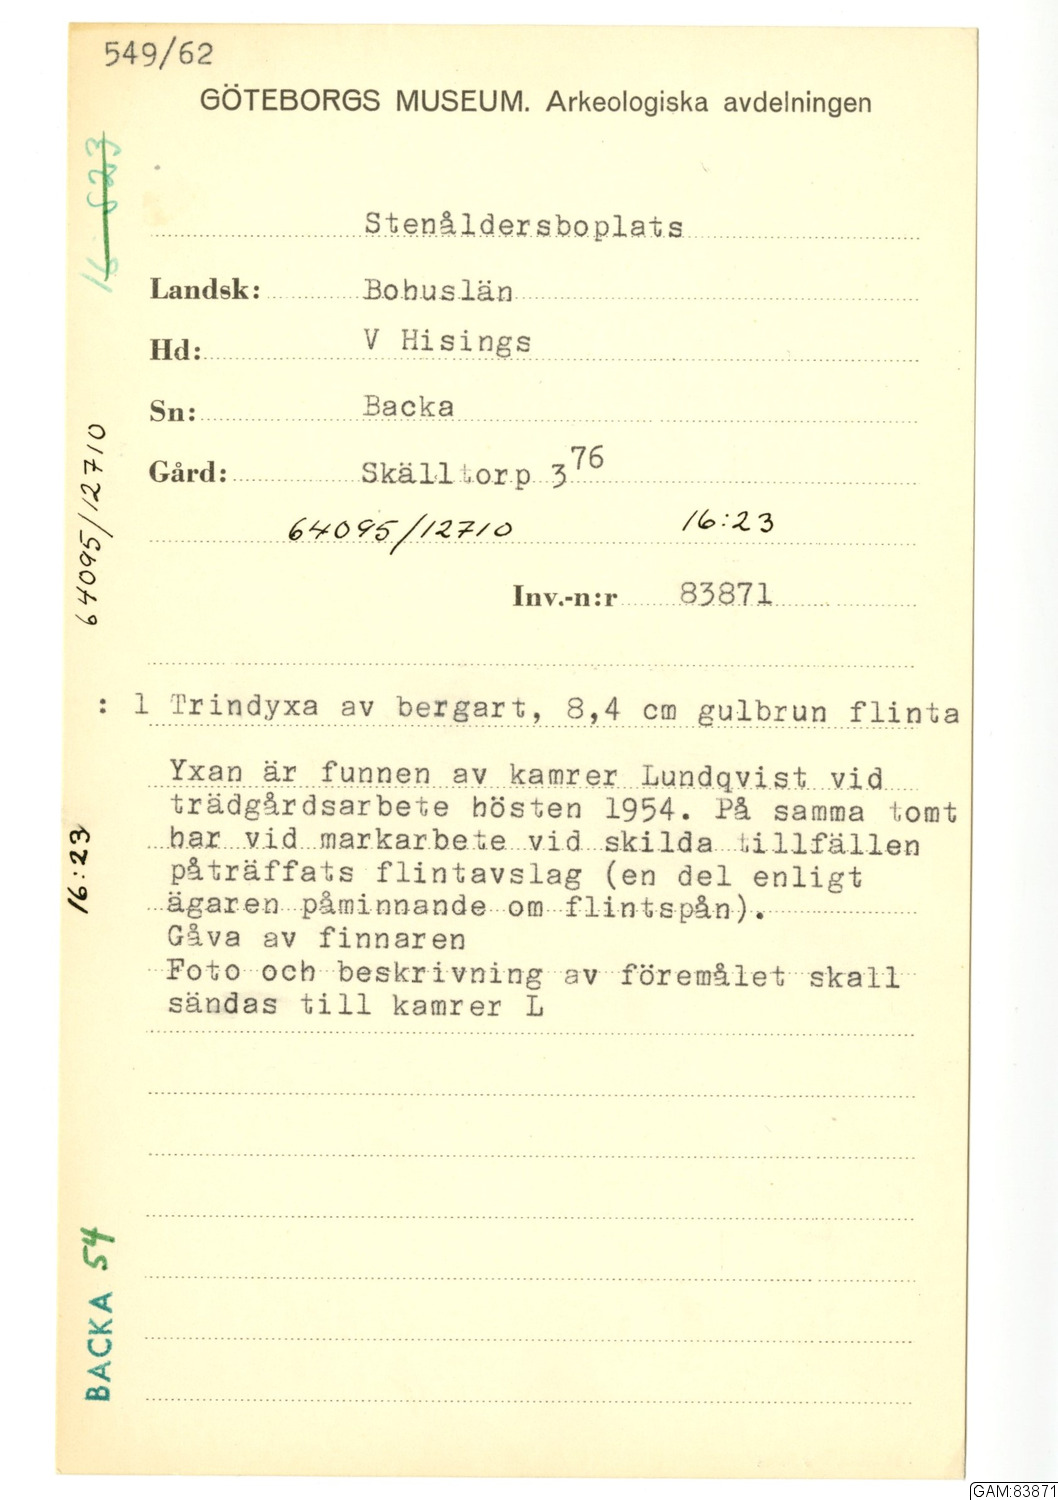 549/62
GÖTEBORGS MUSEUM. Arkeologiska avdelningen
16 523
Stenåldersboplats
Landsk: Bohuslän
Hd: V Hisings
Sn: Backa
Gård: Skälltorp 3 76
64095/12710 16:23
64095/12710
Inv.-n:r 83871
: 1 Trindyxa av bergart, 8,4 cm gulbrun flinta
Yxan är funnen av kamrer Lundqvist vid
trädgårdsarbete hösten 1954. På samma tomt
har vid markarbete vid skilda tillfällen
påträffats flintavslag (en del enligt
ägaren påminnande om flintspån).
Gåva av finnaren
Foto och beskrivning av föremålet skall
sändas till kamrer L
16:23
BACKA 54
GAM:83871